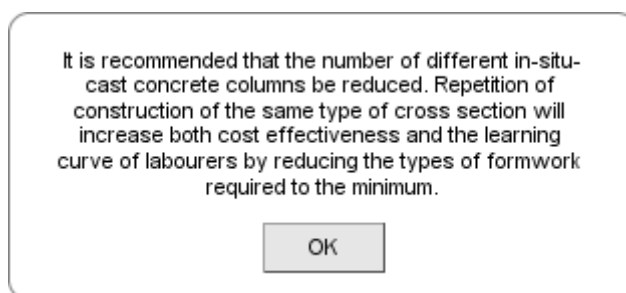 It is recommended that the number of different in-situ-
cast concrete columns be reduced. Repetition of
construction of the same type of cross section will
increase both cost effectiveness and the learning
curve of labourers by reducing the types of formwork
required to the minimum.
OK